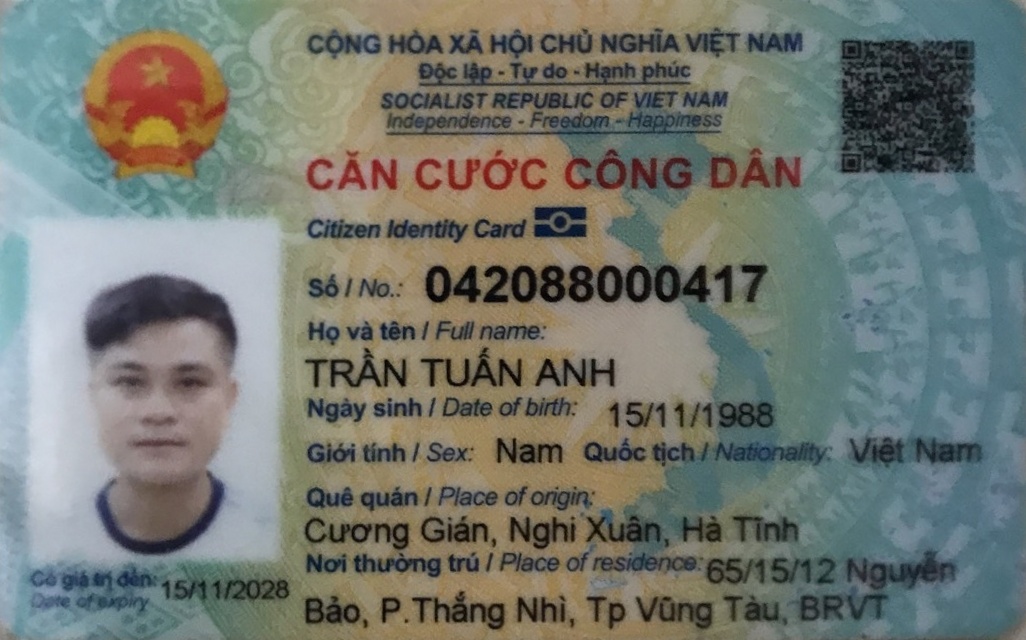 CỘNG HÒA XÃ HỘI CHỦ NGHĨA VIỆT NAM
Độc lập - Tự do - Hạnh phúc
SOCIALIST REPUBLIC OF VIET NAM
Independence - Freedom - Happiness
CĂN CƯỚC CÔNG DÂN
Citizen Identity Card
Số / No.: 042088000417
Họ và tên / Full name:
TRẦN TUẤN ANH
Ngày sinh / Date of birth: 15/11/1988
Giới tính / Sex: Nam Quốc tịch / Nationality: Việt Nam
Quê quán / Place of origin:
Cương Gián, Nghi Xuân, Hà Tĩnh
Nơi thường trú / Place of residence: 65/15/12 Nguyễn
Bảo, P.Thắng Nhì, Tp Vũng Tàu, BRVT
Có giá trị đến: 15/11/2028
Date of expiry